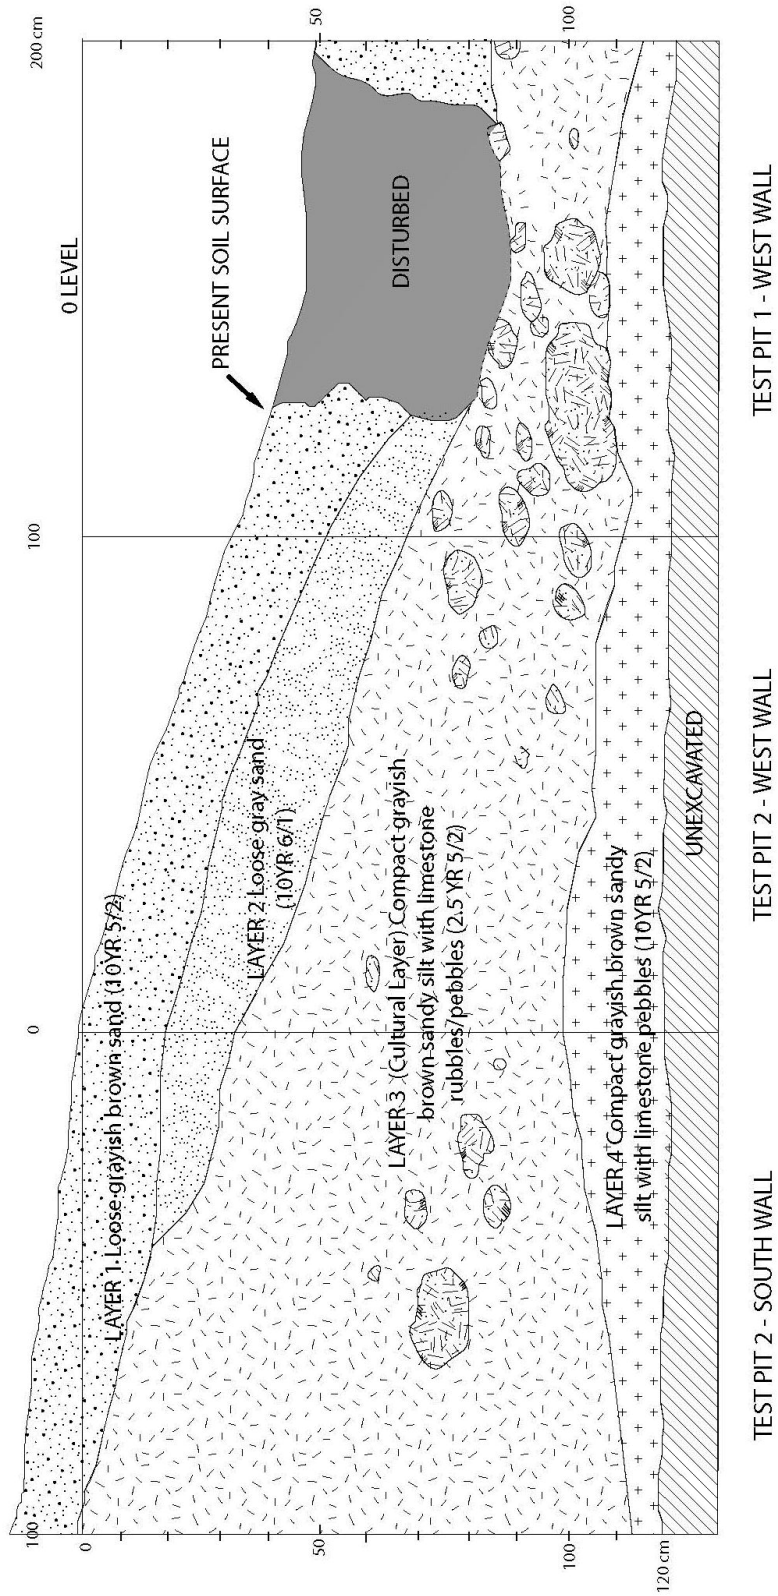 100
0
100
200 cm
0 LEVEL
PRESENT SOIL SURFACE
0
50
100
120 cm
50
100
LAYER 1 Loose grayish brown sand (10YR 5/2)
LAYER 2 Loose gray sand
(10YR 6/1)
DISTURBED
LAYER 3 (Cultural Layer) Compact grayish
brown sandy silt with limestone
rubbles/pebbles (2.5 YR 5/2)
LAYER 4 Compact grayish brown sandy
silt with limestone pebbles (10YR 5/2)
UNEXCAVATED
TEST PIT 2 - SOUTH WALL
TEST PIT 2 - WEST WALL
TEST PIT 1 - WEST WALL